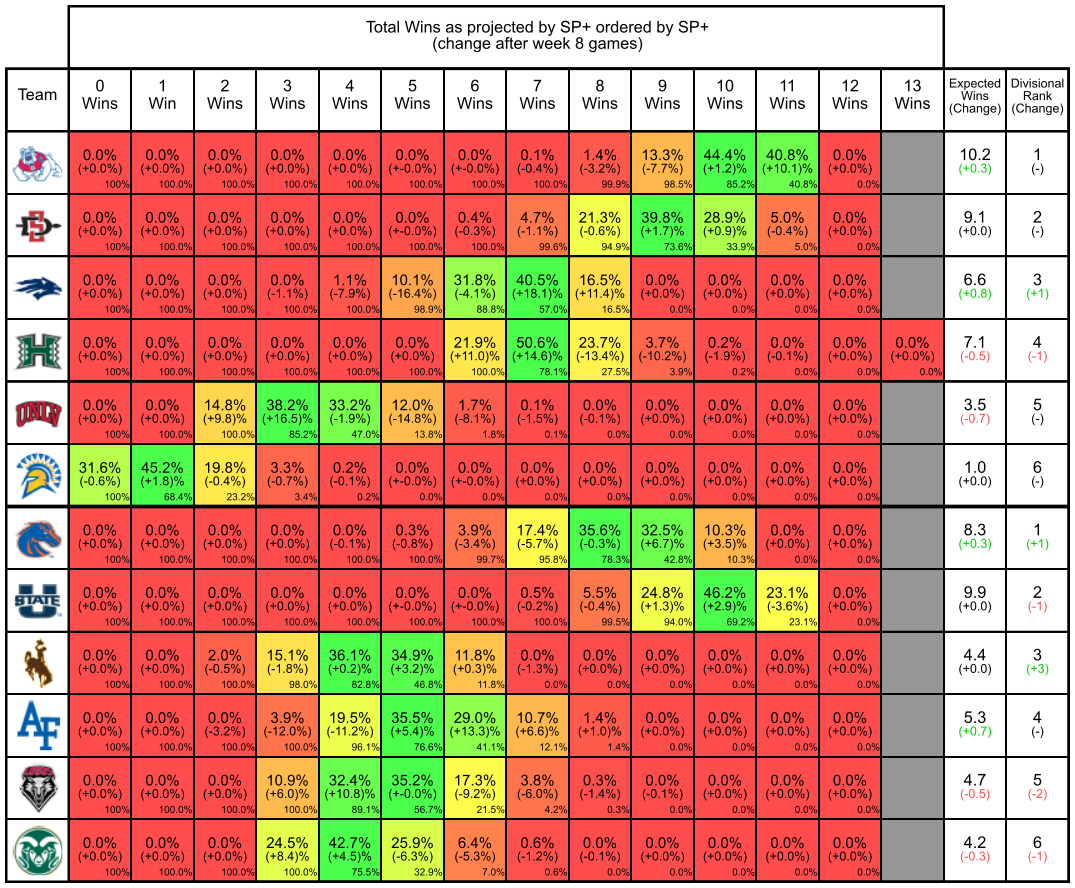 Total Wins as projected by SP+ ordered by SP+
(change after week 8 games)
Team 0 Wins 1 Win 2 Wins 3 Wins 4 Wins 5 Wins 6 Wins 7 Wins 8 Wins 9 Wins 10 Wins 11 Wins 12 Wins 13 Wins Expected Wins (Change) Divisional Rank (Change)
0.0% 0.0% 0.0% 0.0% 0.0% 0.0% 0.0% 0.1% 1.4% 13.3% 44.4% 40.8% 0.0% 10.2 1
(+0.0%) (+0.0%) (+0.0%) (+0.0%) (+0.0%) (+-0.0%) (+-0.0%) (-0.4%) (-3.2%) (-7.7%) (+1.2)% (+10.1)% (+0.0%) (+0.3) (-)
100% 100.0% 100.0% 100.0% 100.0% 100.0% 100.0% 100.0% 99.9% 98.5% 85.2% 40.8% 0.0%
SD
0.0% 0.0% 0.0% 0.0% 0.0% 0.0% 0.4% 4.7% 21.3% 39.8% 28.9% 5.0% 0.0% 9.1 2
(+0.0%) (+0.0%) (+0.0%) (+0.0%) (+0.0%) (+-0.0%) (-0.3%) (-1.1%) (-0.6%) (+1.7)% (+0.9)% (-0.4%) (+0.0%) (+0.0) (-)
100% 100.0% 100.0% 100.0% 100.0% 100.0% 100.0% 99.6% 94.9% 73.6% 33.9% 5.0% 0.0%
0.0% 0.0% 0.0% 0.0% 1.1% 10.1% 31.8% 40.5% 16.5% 0.0% 0.0% 0.0% 0.0% 6.6 3
(+0.0%) (+0.0%) (+0.0%) (-1.1%) (-7.9%) (-16.4%) (-4.1%) (+18.1)% (+11.4)% (+0.0%) (+0.0%) (+0.0%) (+0.0%) (+0.8) (+1)
100% 100.0% 100.0% 100.0% 100.0% 98.9% 88.8% 57.0% 16.5% 0.0% 0.0% 0.0% 0.0%
H
0.0% 0.0% 0.0% 0.0% 0.0% 0.0% 21.9% 50.6% 23.7% 3.7% 0.2% 0.0% 0.0% 0.0% 7.1 4
(+0.0%) (+0.0%) (+0.0%) (+0.0%) (+0.0%) (+0.0%) (+11.0)% (+14.6)% (-13.4%) (-10.2%) (-1.9%) (-0.1%) (+0.0%) (+0.0%) (-0.5) (-1)
100% 100.0% 100.0% 100.0% 100.0% 100.0% 100.0% 78.1% 27.5% 3.9% 0.2% 0.0% 0.0% 0.0%
UNLV
0.0% 0.0% 14.8% 38.2% 33.2% 12.0% 1.7% 0.1% 0.0% 0.0% 0.0% 0.0% 0.0% 3.5 5
(+0.0%) (+0.0%) (+9.8)% (+16.5)% (-1.9%) (-14.8%) (-8.1%) (-1.5%) (-0.1%) (+0.0%) (+0.0%) (+0.0%) (+0.0%) (-0.7) (-)
100% 100.0% 100.0% 85.2% 47.0% 13.8% 1.8% 0.1% 0.0% 0.0% 0.0% 0.0% 0.0%
31.6% 45.2% 19.8% 3.3% 0.2% 0.0% 0.0% 0.0% 0.0% 0.0% 0.0% 0.0% 0.0% 1.0 6
(-0.6%) (+1.8)% (-0.4%) (-0.7%) (-0.1%) (+-0.0%) (+-0.0%) (+0.0%) (+0.0%) (+0.0%) (+0.0%) (+0.0%) (+0.0%) (+0.0) (-)
100% 68.4% 23.2% 3.4% 0.2% 0.0% 0.0% 0.0% 0.0% 0.0% 0.0% 0.0% 0.0%
0.0% 0.0% 0.0% 0.0% 0.0% 0.3% 3.9% 17.4% 35.6% 32.5% 10.3% 0.0% 0.0% 8.3 1
(+0.0%) (+0.0%) (+0.0%) (+0.0%) (-0.1%) (-0.8%) (-3.4%) (-5.7%) (-0.3%) (+6.7)% (+3.5)% (+0.0%) (+0.0%) (+0.3) (+1)
100% 100.0% 100.0% 100.0% 100.0% 100.0% 99.7% 95.8% 78.3% 42.8% 10.3% 0.0% 0.0%
U STATE
0.0% 0.0% 0.0% 0.0% 0.0% 0.0% 0.0% 0.5% 5.5% 24.8% 46.2% 23.1% 0.0% 9.9 2
(+0.0%) (+0.0%) (+0.0%) (+0.0%) (+0.0%) (+-0.0%) (+-0.0%) (-0.2%) (-0.4%) (+1.3)% (+2.9)% (-3.6%) (+0.0%) (+0.0) (-1)
100% 100.0% 100.0% 100.0% 100.0% 100.0% 100.0% 100.0% 99.5% 94.0% 69.2% 23.1% 0.0%
0.0% 0.0% 2.0% 15.1% 36.1% 34.9% 11.8% 0.0% 0.0% 0.0% 0.0% 0.0% 0.0% 4.4 3
(+0.0%) (+0.0%) (-0.5%) (-1.8%) (+0.2)% (+3.2)% (+0.3)% (-1.3%) (+0.0%) (+0.0%) (+0.0%) (+0.0%) (+0.0%) (+0.0) (+3)
100% 100.0% 100.0% 98.0% 82.8% 46.8% 11.8% 0.0% 0.0% 0.0% 0.0% 0.0% 0.0%
AF
0.0% 0.0% 0.0% 3.9% 19.5% 35.5% 29.0% 10.7% 1.4% 0.0% 0.0% 0.0% 0.0% 5.3 4
(+0.0%) (+0.0%) (-3.2%) (-12.0%) (-11.2%) (+5.4)% (+13.3)% (+6.6)% (+1.0)% (+0.0%) (+0.0%) (+0.0%) (+0.0%) (+0.7) (-)
100% 100.0% 100.0% 100.0% 96.1% 76.6% 41.1% 12.1% 1.4% 0.0% 0.0% 0.0% 0.0%
0.0% 0.0% 0.0% 10.9% 32.4% 35.2% 17.3% 3.8% 0.3% 0.0% 0.0% 0.0% 0.0% 4.7 5
(+0.0%) (+0.0%) (+0.0%) (+6.0)% (+10.8)% (+-0.0%) (-9.2%) (-6.0%) (-1.4%) (-0.1%) (+0.0%) (+0.0%) (+0.0%) (-0.5) (-2)
100% 100.0% 100.0% 100.0% 89.1% 56.7% 21.5% 4.2% 0.3% 0.0% 0.0% 0.0% 0.0%
0.0% 0.0% 0.0% 24.5% 42.7% 25.9% 6.4% 0.6% 0.0% 0.0% 0.0% 0.0% 0.0% 4.2 6
(+0.0%) (+0.0%) (+0.0%) (+8.4)% (+4.5)% (-6.3%) (-5.3%) (-1.2%) (-0.1%) (+0.0%) (+0.0%) (+0.0%) (+0.0%) (-0.3) (-1)
100% 100.0% 100.0% 100.0% 75.5% 32.9% 7.0% 0.6% 0.0% 0.0% 0.0% 0.0% 0.0%